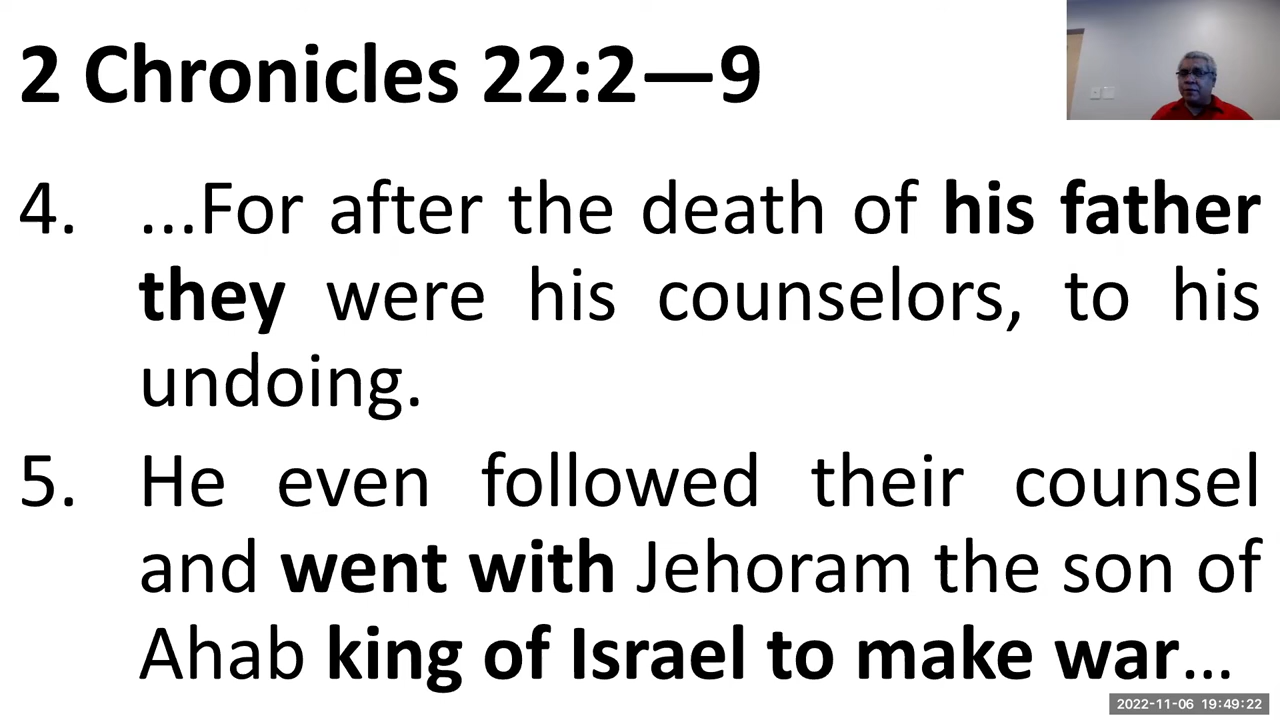 2 Chronicles 22:2—9
4. ...For after the death of his father
they were his counselors, to his
undoing.
5. He even followed their counsel
and went with Jehoram the son of
Ahab king of Israel to make war...
2022-11-06 19:49:22